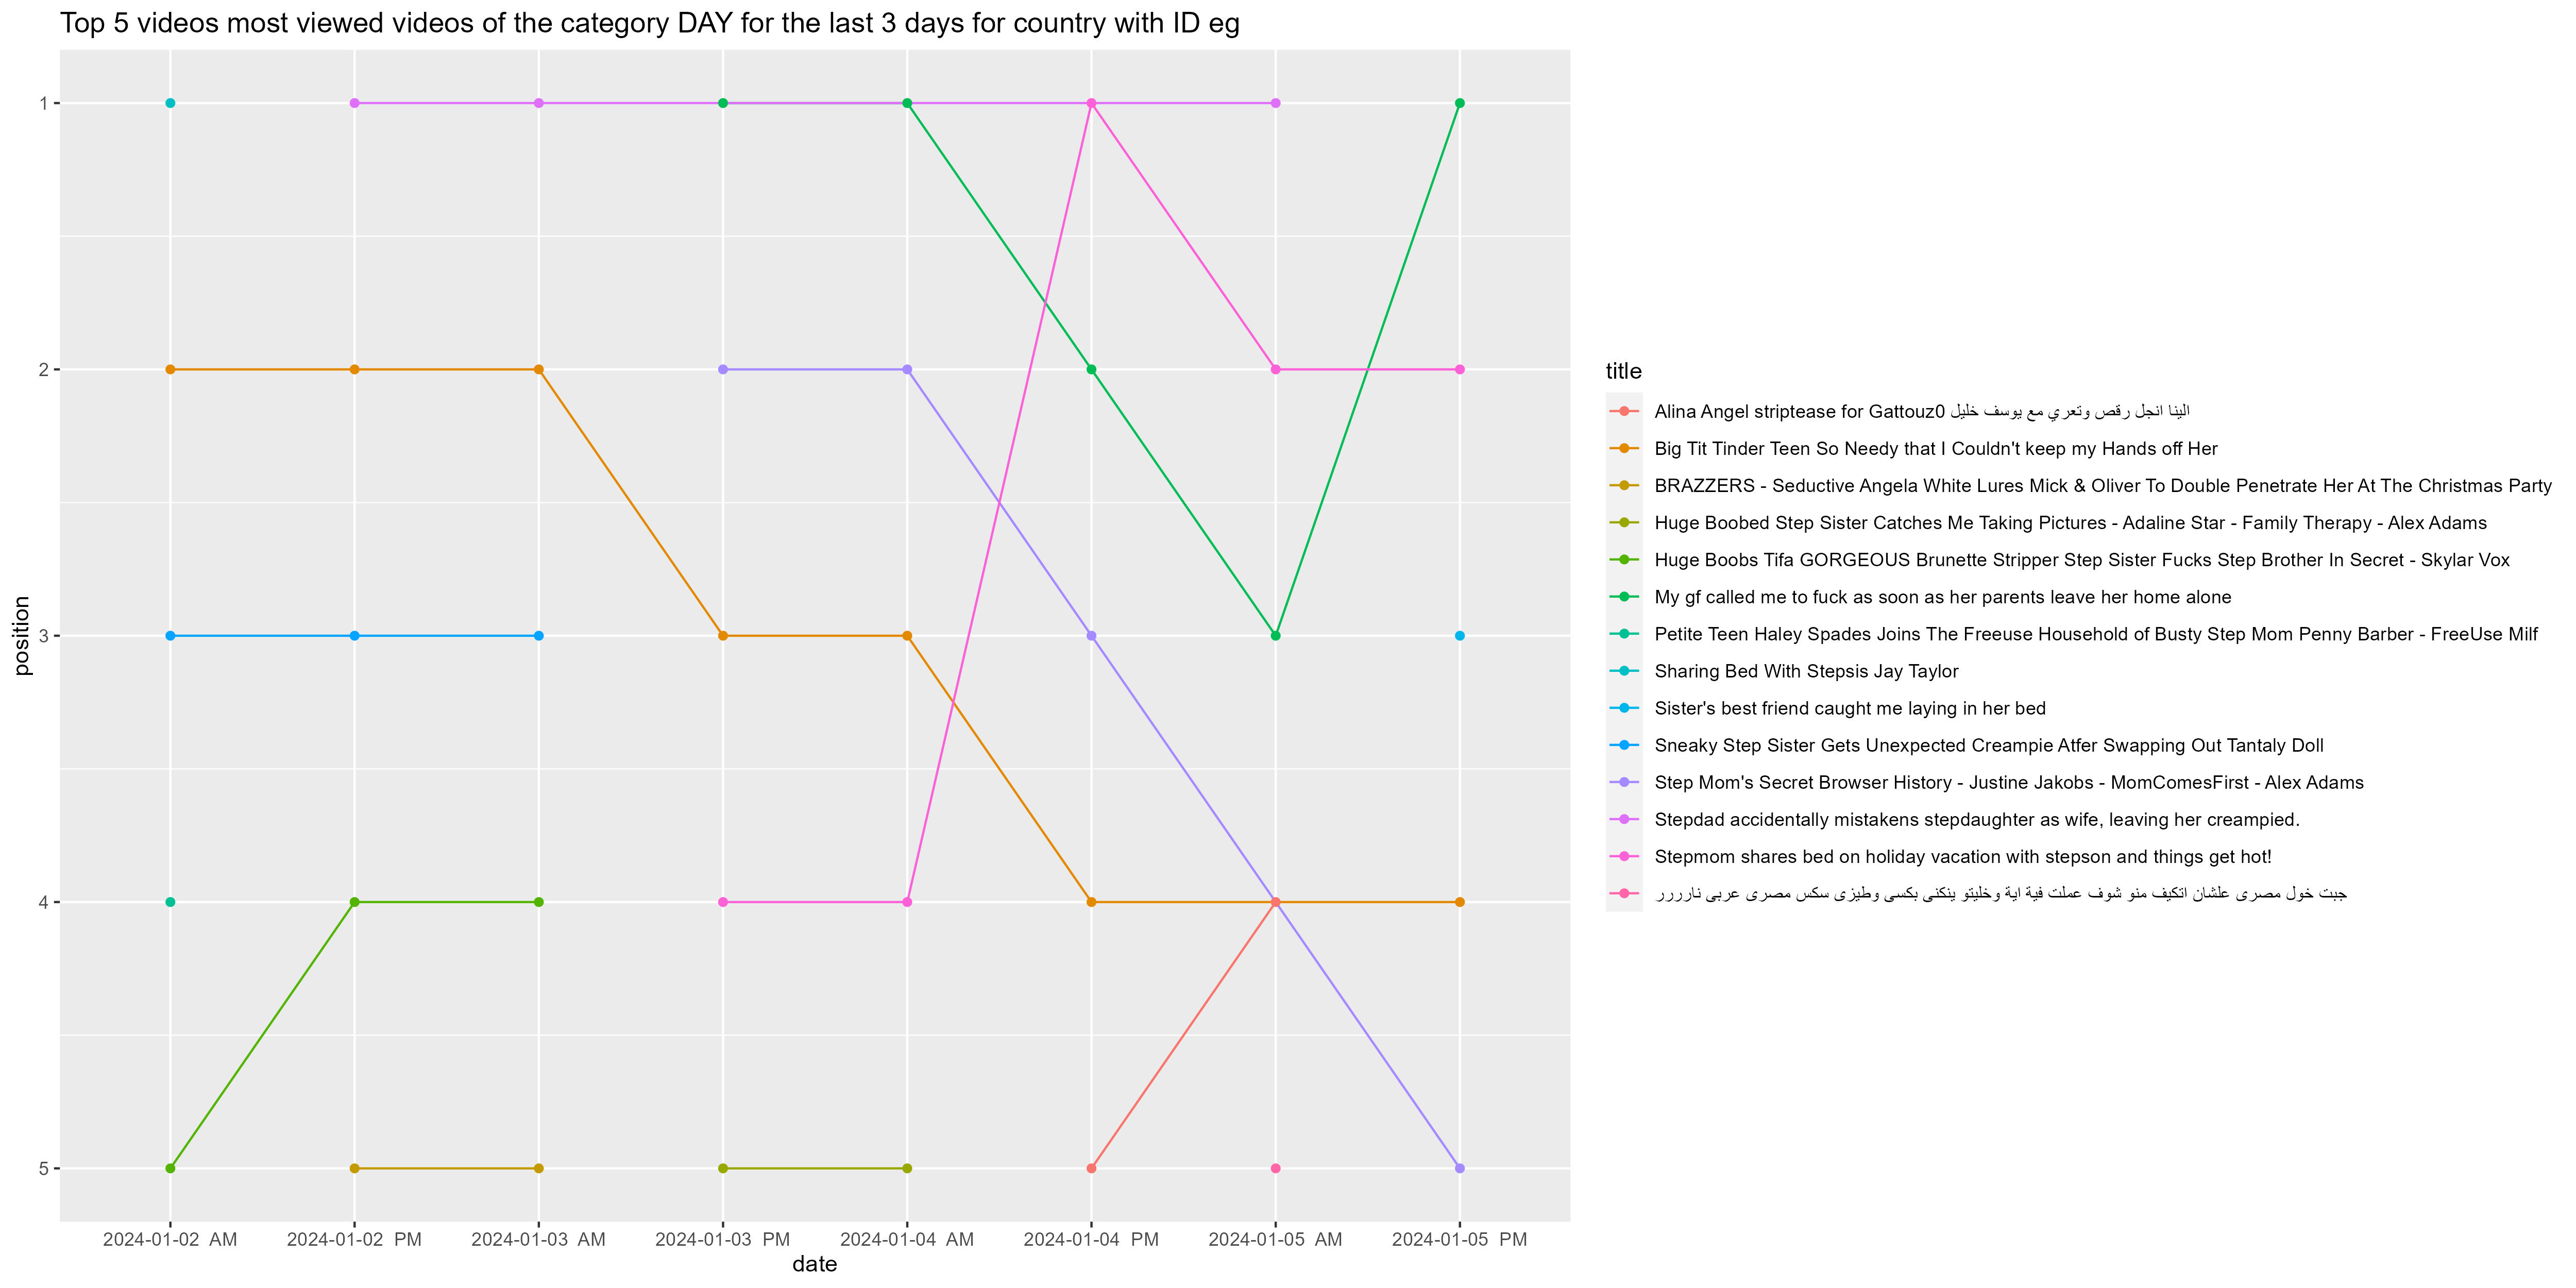 Top 5 videos most viewed videos of the category DAY for the last 3 days for country with ID eg
position
1
2
3
4
5
2024-01-02 AM
2024-01-02 PM
2024-01-03 AM
2024-01-03 PM
2024-01-04 AM
2024-01-04 PM
2024-01-05 AM
2024-01-05 PM
date
title
Alina Angel striptease for Gattouz0 الينا انجل رقص وتعري مع يوسف خليل
Big Tit Tinder Teen So Needy that I Couldn't keep my Hands off Her
BRAZZERS - Seductive Angela White Lures Mick & Oliver To Double Penetrate Her At The Christmas Party
Huge Boobed Step Sister Catches Me Taking Pictures - Adaline Star - Family Therapy - Alex Adams
Huge Boobs Tifa GORGEOUS Brunette Stripper Step Sister Fucks Step Brother In Secret - Skylar Vox
My gf called me to fuck as soon as her parents leave her home alone
Petite Teen Haley Spades Joins The Freeuse Household of Busty Step Mom Penny Barber - FreeUse Milf
Sharing Bed With Stepsis Jay Taylor
Sister's best friend caught me laying in her bed
Sneaky Step Sister Gets Unexpected Creampie Atfer Swapping Out Tantaly Doll
Step Mom's Secret Browser History - Justine Jakobs - MomComesFirst - Alex Adams
Stepdad accidentally mistakens stepdaughter as wife, leaving her creampied.
Stepmom shares bed on holiday vacation with stepson and things get hot!
جبت خول مصرى علشان اتكيف منو شوف عملت فية اية وخليتو ينكنى بكسى وطيزى سكس مصرى عربى نارررر